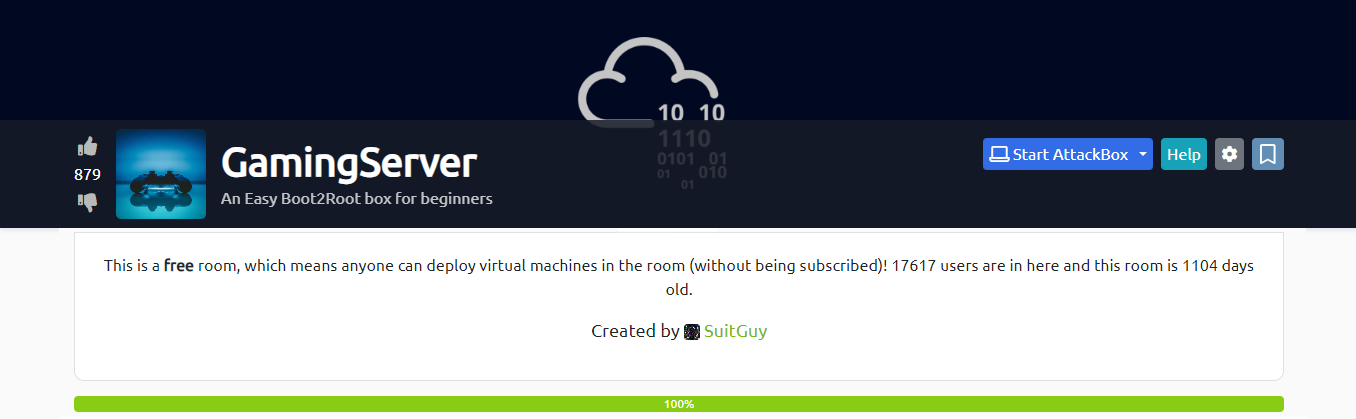 10 10
1110
0101 01
01 010
01
879
GamingServer
An Easy Boot2Root box for beginners
Start AttackBox
Help
This is a free room, which means anyone can deploy virtual machines in the room (without being subscribed)! 17617 users are in here and this room is 1104 days
old.
Created by SuitGuy
100%